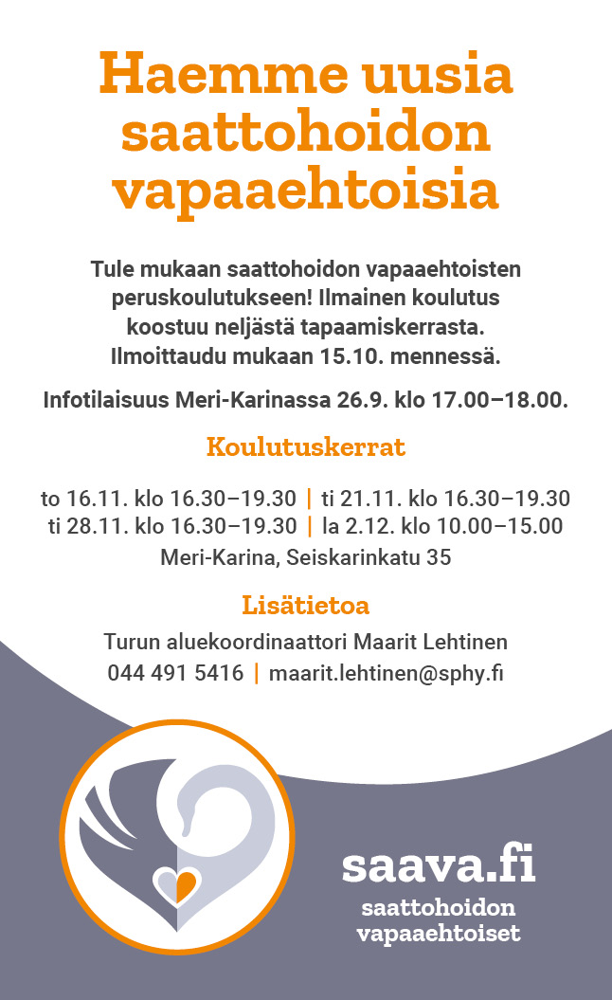 Haemme uusia
saattohoidon
vapaaehtoisia
Tule mukaan saattohoidon vapaaehtoisten
peruskoulutukseen! Ilmainen koulutus
koostuu neljästä tapaamiskerrasta.
Ilmoittaudu mukaan 15.10. mennessä.
Infotilaisuus Meri-Karinassa 26.9. klo 17.00–18.00.
Koulutuskerrat
to 16.11. klo 16.30–19.30 | ti 21.11. klo 16.30–19.30
ti 28.11. klo 16.30–19.30 | la 2.12. klo 10.00–15.00
Meri-Karina, Seiskarinkatu 35
Lisätietoa
Turun aluekoordinaattori Maarit Lehtinen
044 491 5416 | maarit.lehtinen@sphy.fi
saava.fi
saattohoidon
vapaaehtoiset